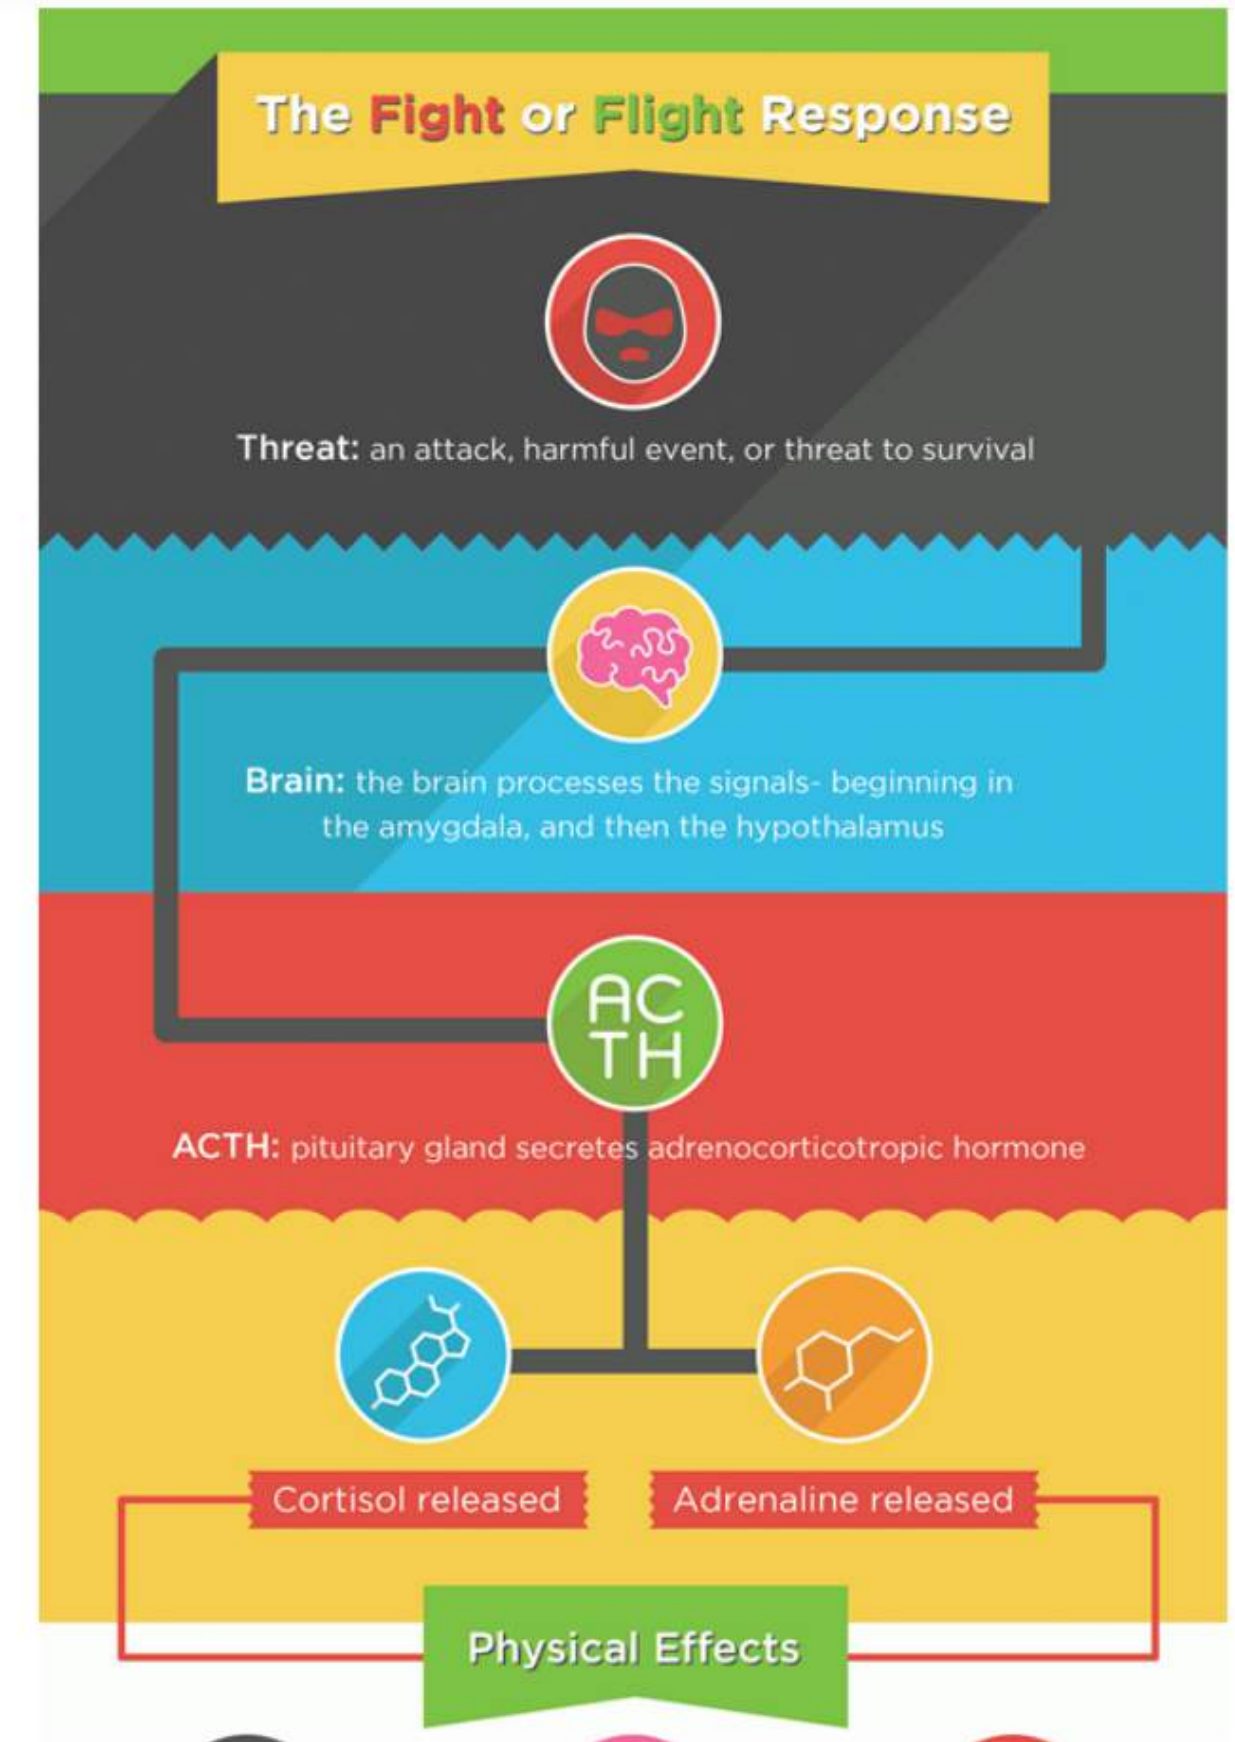 The Fight or Flight Response
Threat: an attack, harmful event, or threat to survival
Brain: the brain processes the signals- beginning in
the amygdala, and then the hypothalamus
AC
TH
ACTH: pituitary gland secretes adrenocorticotropic hormone
Cortisol released
Adrenaline released
Physical Effects